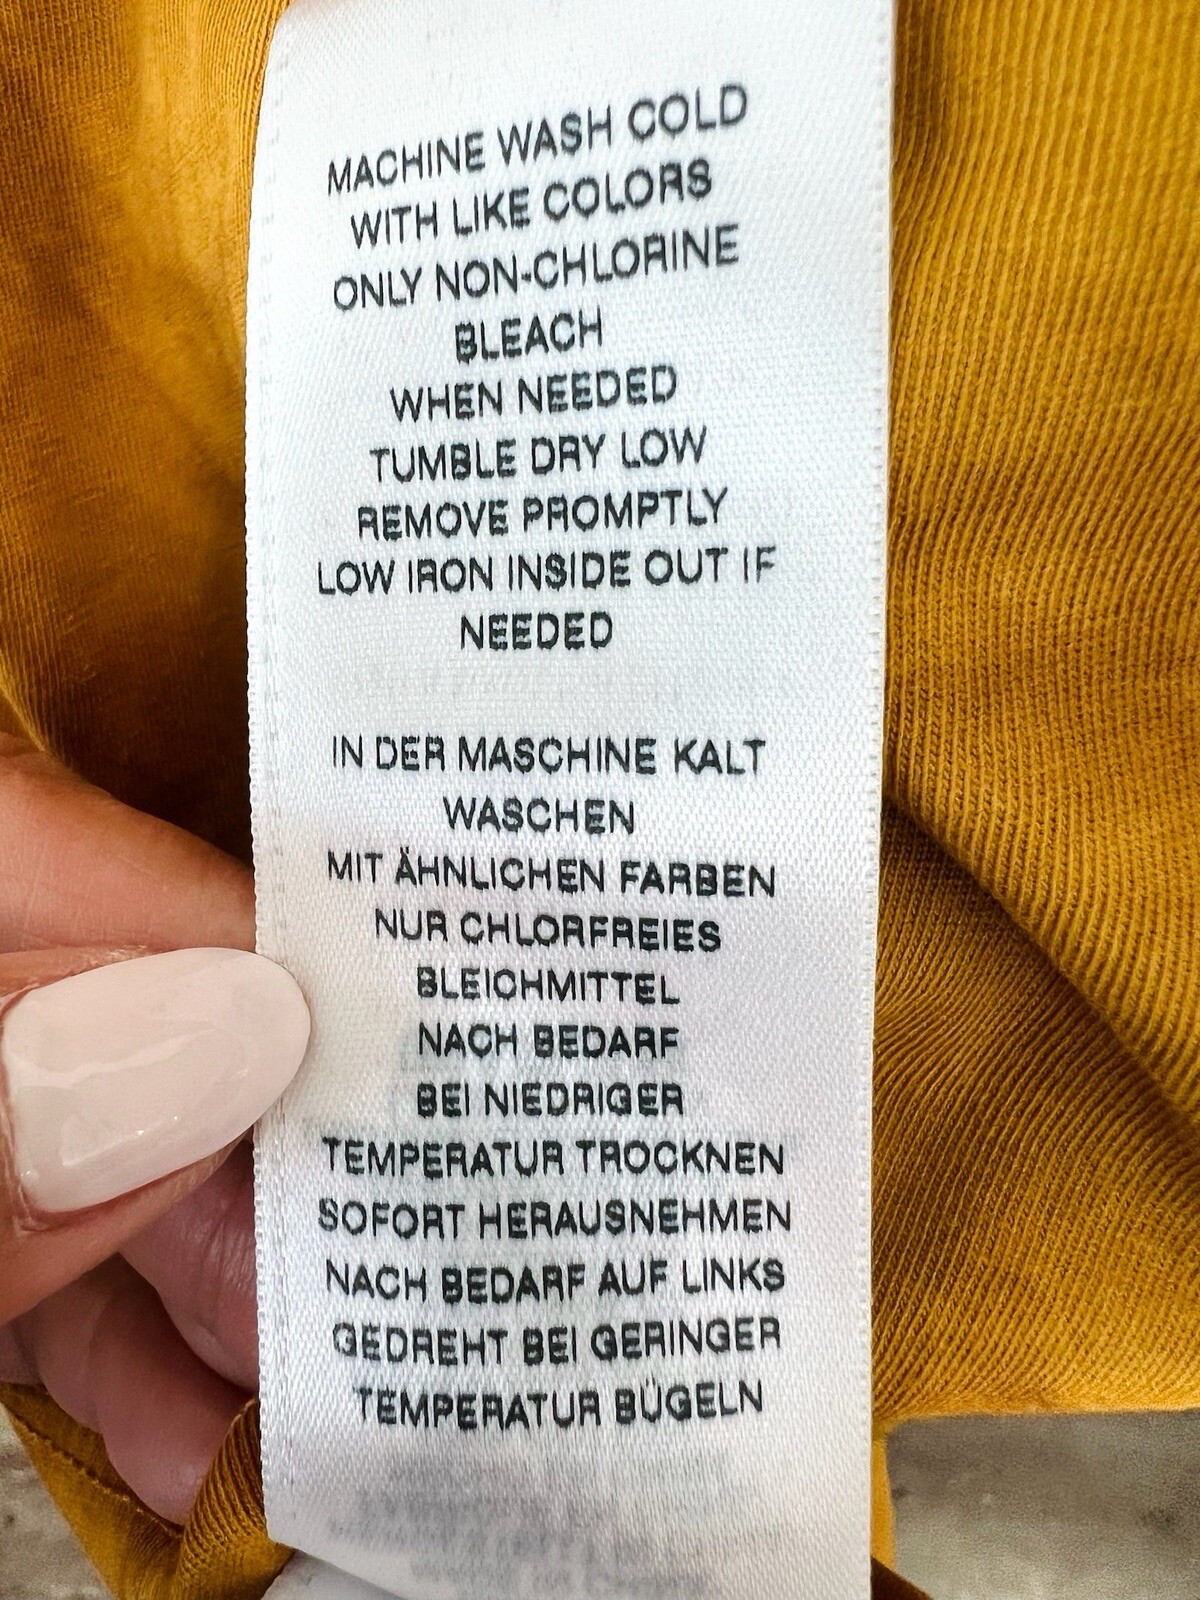 MACHINE WASH COLD
WITH LIKE COLORS
ONLY NON-CHLORINE
BLEACH
WHEN NEEDED
TUMBLE DRY LOW
REMOVE PROMPTLY
LOW IRON INSIDE OUT IF
NEEDED
IN DER MASCHINE KALT
WASCHEN
MIT ÄHNLICHEN FARBEN
NUR CHLORFREIES
BLEICHMITTEL
NACH BEDARF
BEI NIEDRIGER
TEMPERATUR TROCKNEN
SOFORT HERAUSNEHMEN
NACH BEDARF AUF LINKS
GEDREHT BEI GERINGER
TEMPERATUR BÜGELN